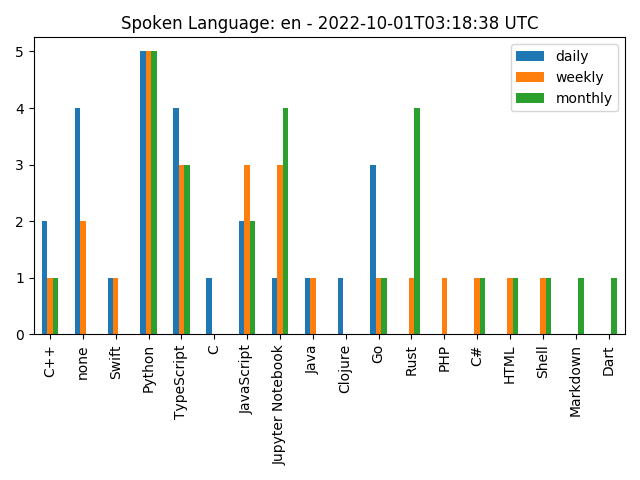 Spoken Language: en - 2022-10-01T03:18:38 UTC
daily
weekly
monthly
5
4
3
2
1
0
C++
none
Swift
Python
TypeScript
C
JavaScript
Jupyter Notebook
Java
Clojure
Go
Rust
PHP
C#
HTML
Shell
Markdown
Dart